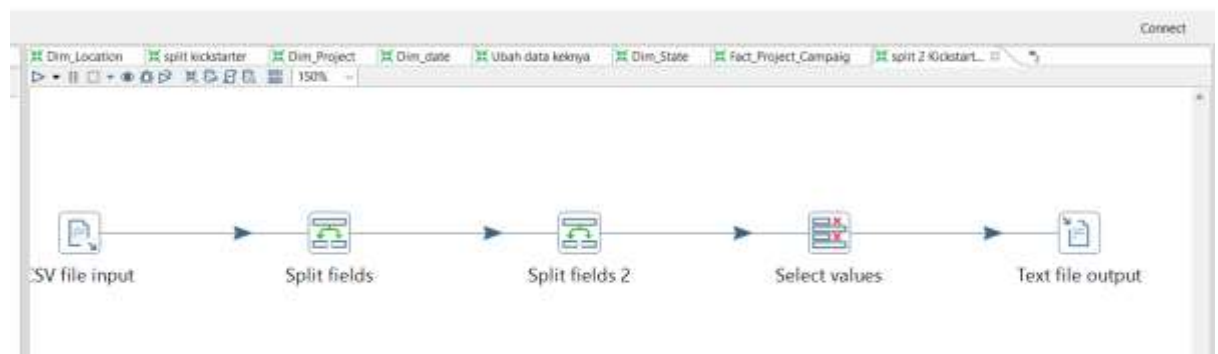 Connect
Dim_Location split kickstarter Dim_Project Dim_date Ubah data keknya Dim_State Fact_Project_Campaig split 2 Kickstart...
150%
CSV file input Split fields Split fields 2 Select values Text file output